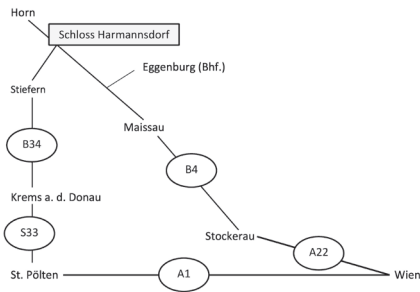 Horn
Schloss Harmannsdorf
Eggenburg (Bhf.)
Stiefern
Maissau
B34
B4
Krems a. d. Donau
S33
Stockerau
A22
St. Pölten
A1
Wien